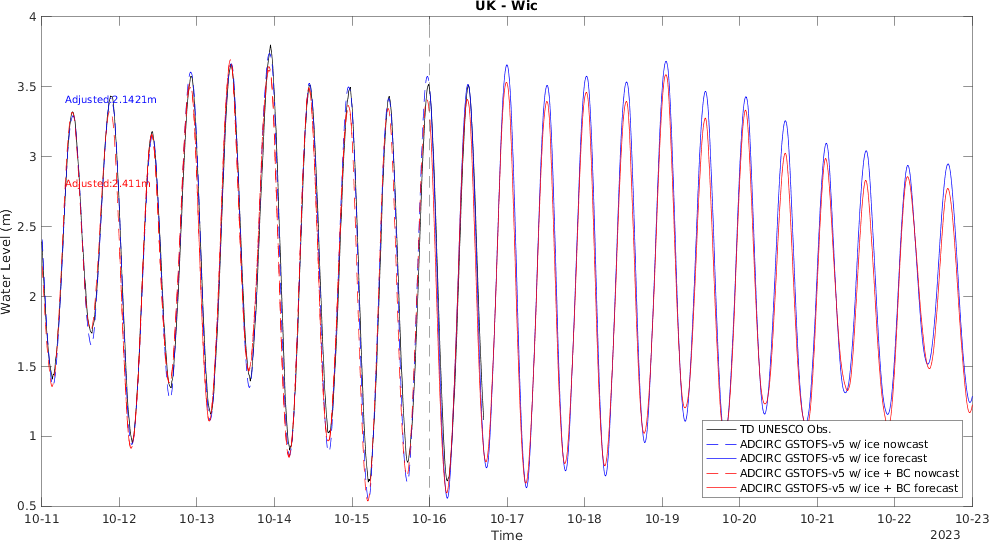 UK - Wic
4
3.5
3
2.5
2
1.5
1
0.5
Water Level (m)
Adjusted:2.1421m
Adjusted:2.411m
TD UNESCO Obs.
ADCIRC GSTOFS-v5 w/ ice nowcast
ADCIRC GSTOFS-v5 w/ ice forecast
ADCIRC GSTOFS-v5 w/ ice + BC nowcast
ADCIRC GSTOFS-v5 w/ ice + BC forecast
10-11 10-12 10-13 10-14 10-15 10-16 10-17 10-18 10-19 10-20 10-21 10-22 10-23
Time
2023